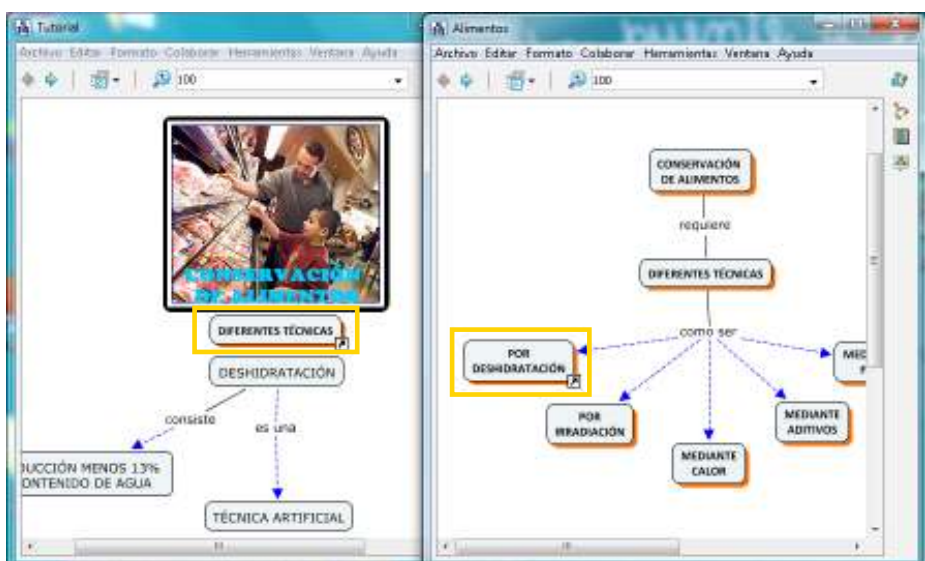 Tutorial
Archivo Editar Formato Colaborar Herramientas Ventana Ayuda
100
CONSERVACIÓN
DE ALIMENTOS
DIFERENTES TÉCNICAS
DESHIDRATACIÓN
consiste
es una
UCCIÓN MENOS 13%
ONTENIDO DE AGUA
TÉCNICA ARTIFICIAL
Alimentos
Archivo Editar Formato Colaborar Herramientas Ventana Ayuda
100
CONSERVACIÓN
DE ALIMENTOS
requiere
DIFERENTES TÉCNICAS
como ser
POR
DESHIDRATACIÓN
MED
F
POR
IRRADIACIÓN
MEDIANTE
ADITIVOS
MEDIANTE
CALOR